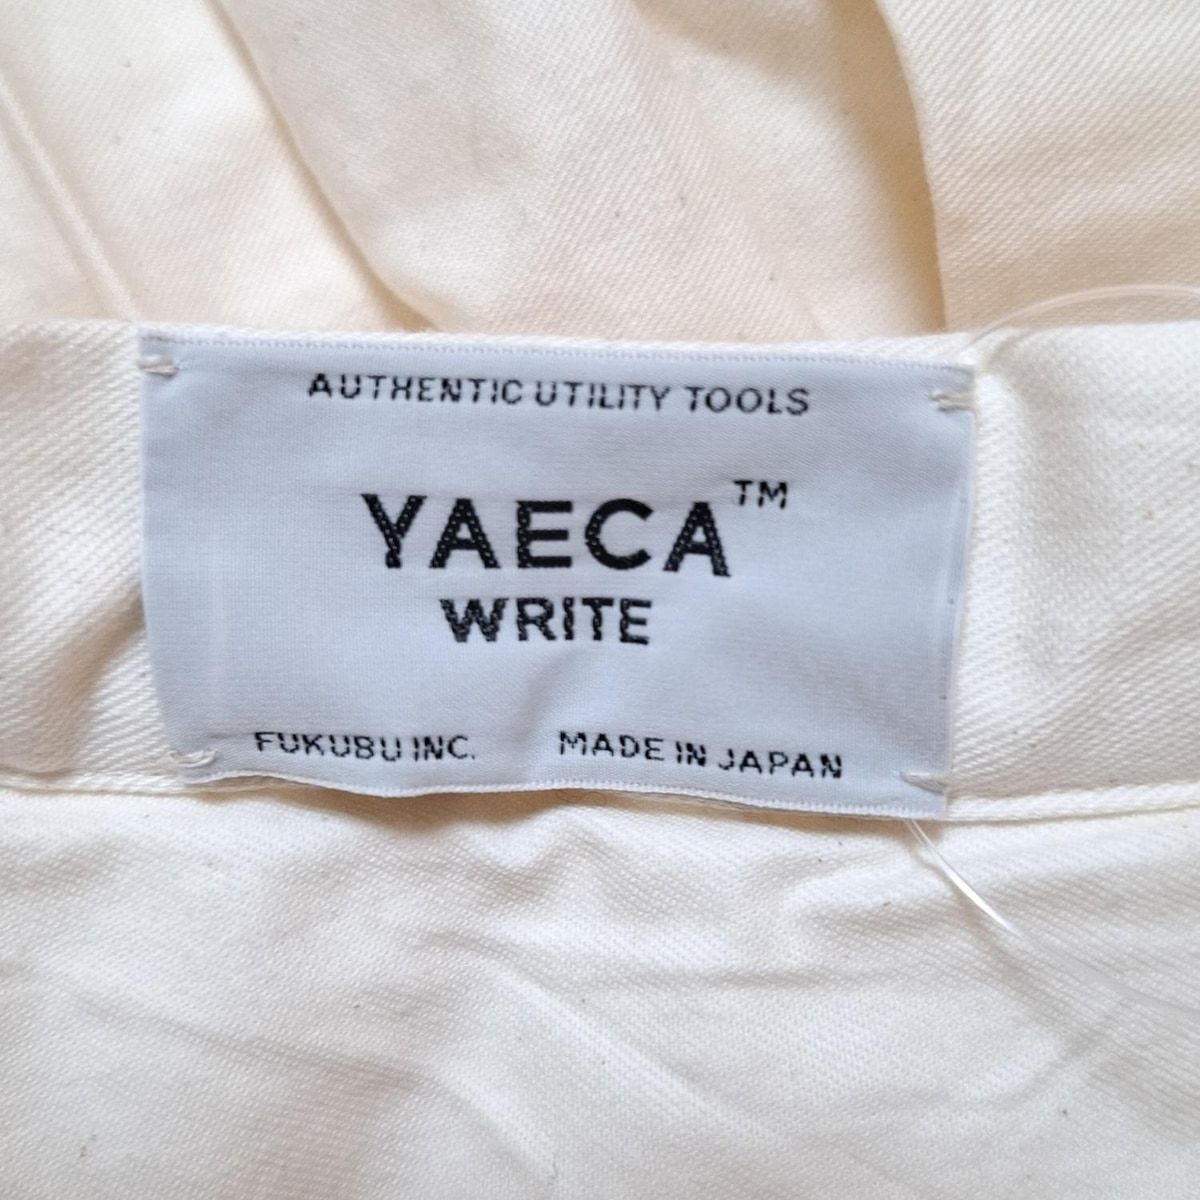 AUTHENTIC UTILITY TOOLS
YAECA™
WRITE
FUKUBU INC. MADE IN JAPAN